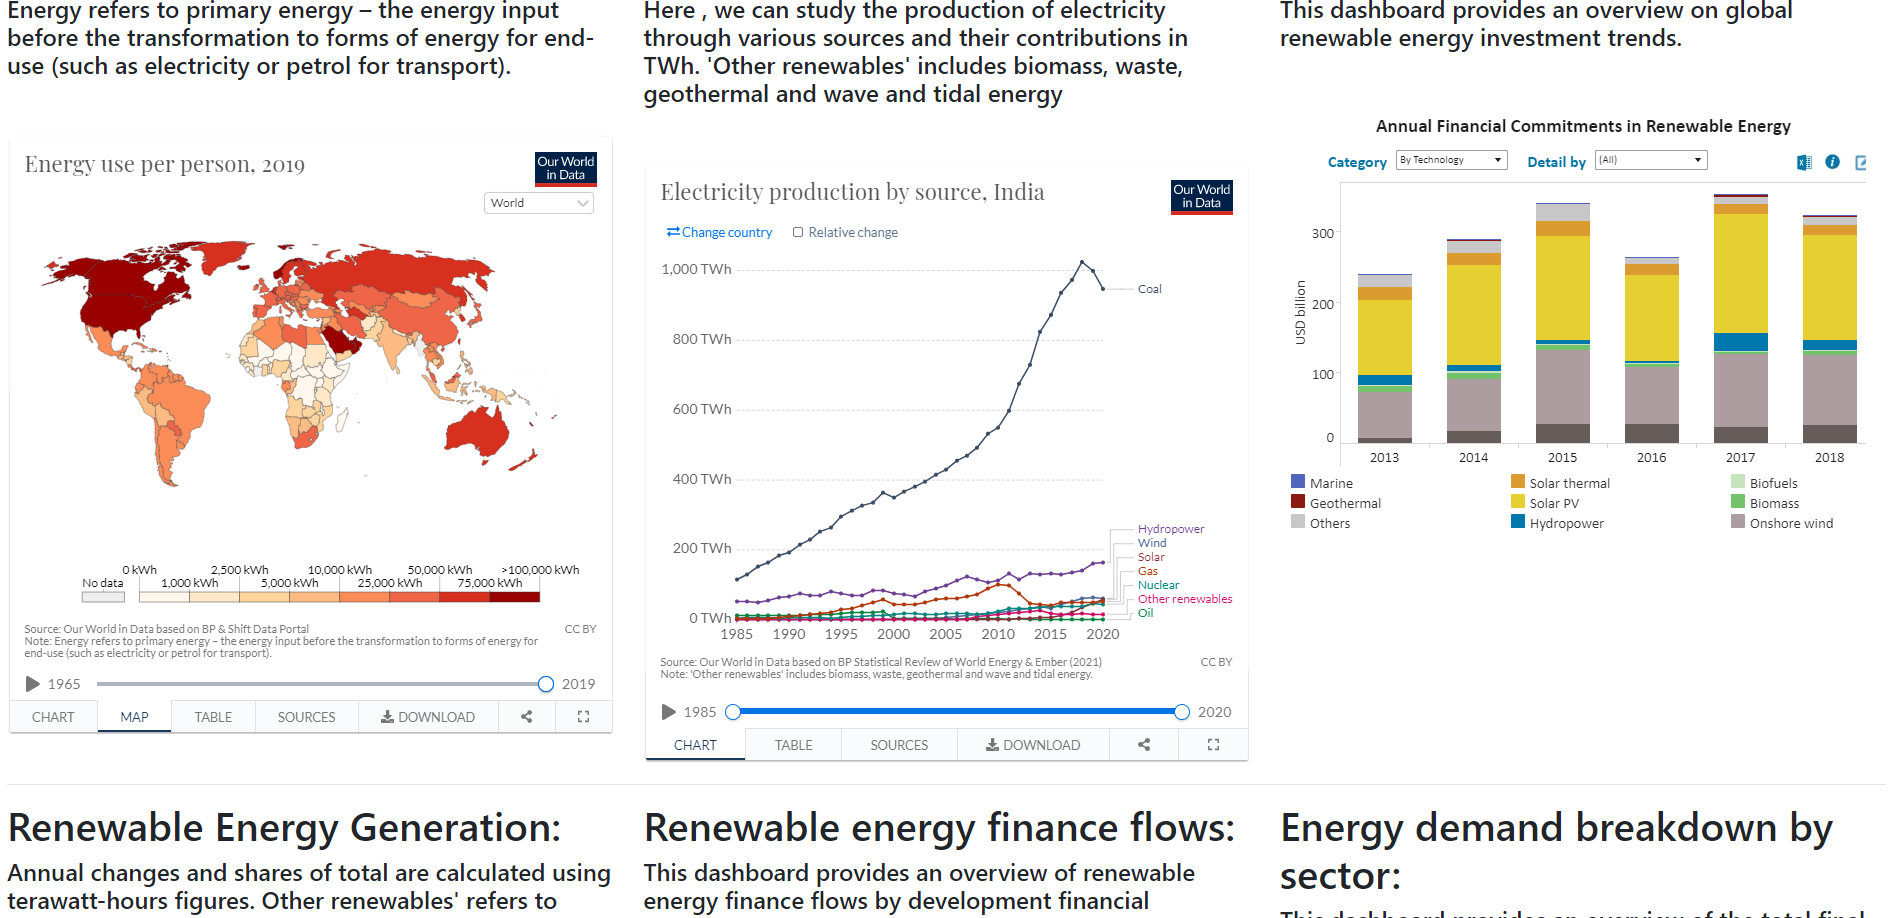 Energy refers to primary energy – the energy input
before the transformation to forms of energy for end-
use (such as electricity or petrol for transport).
Energy use per person, 2019
Our World
in Data
World
No data
0 kWh
1,000 kWh
2,500 kWh
5,000 kWh
10,000 kWh
25,000 kWh
50,000 kWh
75,000 kWh
>100,000 kWh
Source: Our World in Data based on BP & Shift Data Portal
CC BY
Note: Energy refers to primary energy – the energy input before the transformation to forms of energy for
end-use (such as electricity or petrol for transport).
1965
2019
CHART
MAP
TABLE
SOURCES
DOWNLOAD
Here , we can study the production of electricity
through various sources and their contributions in
TWh. 'Other renewables' includes biomass, waste,
geothermal and wave and tidal energy
Electricity production by source, India
Our World
in Data
Change country
Relative change
1,000 TWh
800 TWh
600 TWh
400 TWh
200 TWh
0 TWh
1985
1990
1995
2000
2005
2010
2015
2020
Coal
Hydropower
Wind
Solar
Gas
Nuclear
Other renewables
Oil
Source: Our World in Data based on BP Statistical Review of World Energy & Ember (2021)
CC BY
Note: 'Other renewables' includes biomass, waste, geothermal and wave and tidal energy.
1985
2020
CHART
TABLE
SOURCES
DOWNLOAD
This dashboard provides an overview on global
renewable energy investment trends.
Annual Financial Commitments in Renewable Energy
Category
By Technology
Detail by
(All)
USD billion
300
200
100
0
2013
2014
2015
2016
2017
2018
Marine
Geothermal
Others
Solar thermal
Solar PV
Hydropower
Biofuels
Biomass
Onshore wind
Renewable Energy Generation:
Annual changes and shares of total are calculated using
terawatt-hours figures. Other renewables' refers to
Renewable energy finance flows:
This dashboard provides an overview of renewable
energy finance flows by development financial
Energy demand breakdown by
sector:
This dashboard provides an overview of the total final